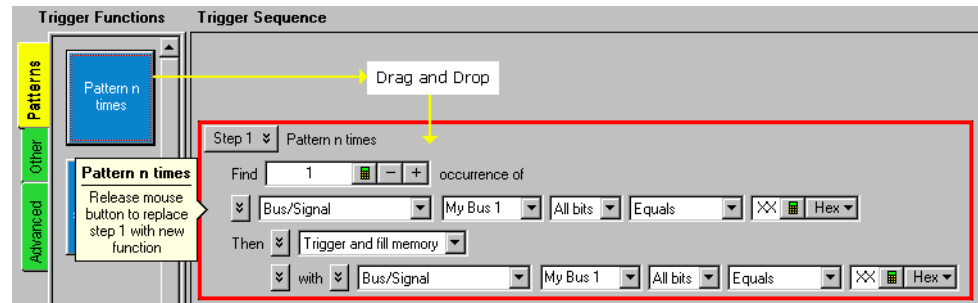 Trigger Functions
Trigger Sequence
Patterns
Other
Advanced
Pattern n
times
Drag and Drop
Pattern n times
Release mouse
button to replace
step 1 with new
function
Step 1 Pattern n times
Find 1 − + occurrence of
Bus/Signal My Bus 1 All bits Equals XX Hex
Then Trigger and fill memory
with Bus/Signal My Bus 1 All bits Equals XX Hex